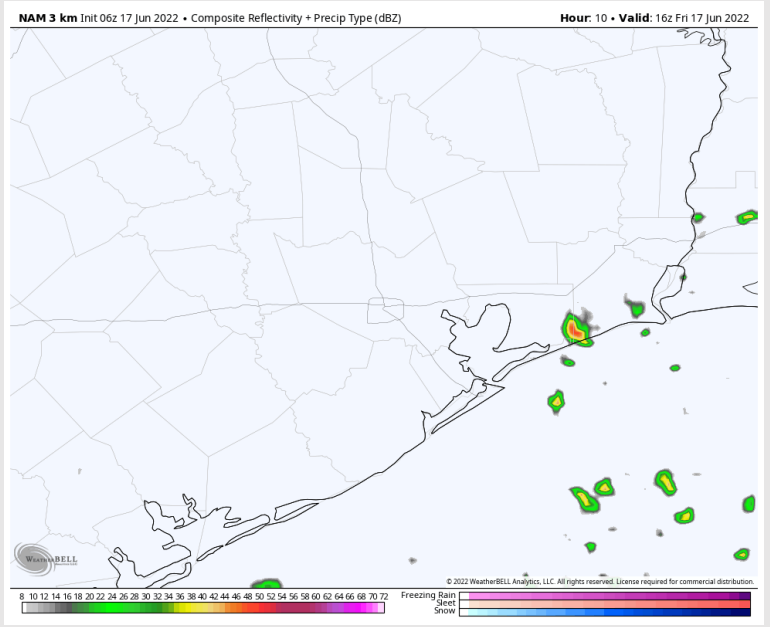 NAM 3 km Init 06z 17 Jun 2022 • Composite Reflectivity + Precip Type (dBZ)
Hour: 10 • Valid: 16z Fri 17 Jun 2022
WEATHERBELL
© 2022 WeatherBELL Analytics, LLC. All rights reserved. License required for commercial distribution.
8 10 12 14 16 18 20 22 24 26 28 30 32 34 36 38 40 42 44 46 48 50 52 54 56 58 60 62 64 66 68 70 72
Freezing Rain
Sleet
Snow